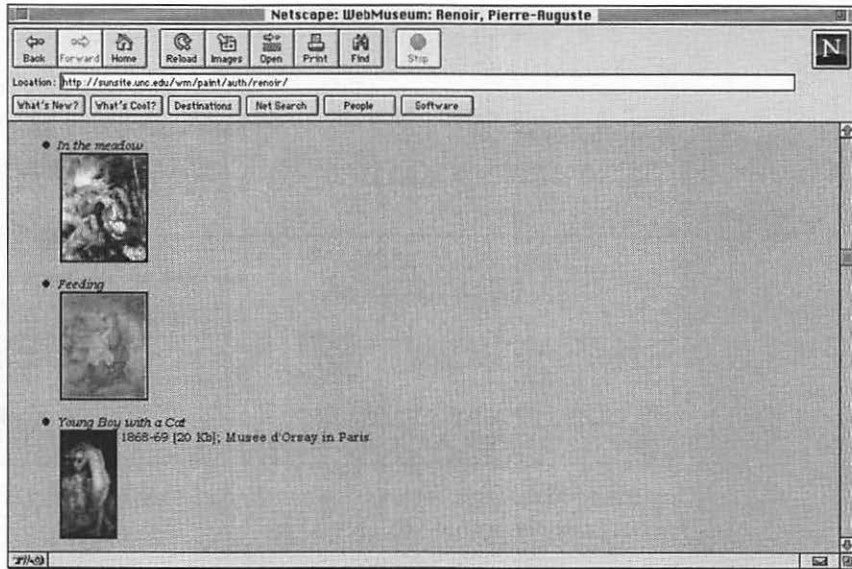 Netscape: WebMuseum: Renoir, Pierre-Auguste
Back Forward Home Reload Images Open Print Find Stop
N
Location: http://sunsite.unc.edu/wm/paint/auth/renoir/
What's New? What's Cool? Destinations Net Search People Software
In the meadow
Feeding
Young Boy with a Cat
1868-69 [20 Kb]; Musee d'Orsay in Paris